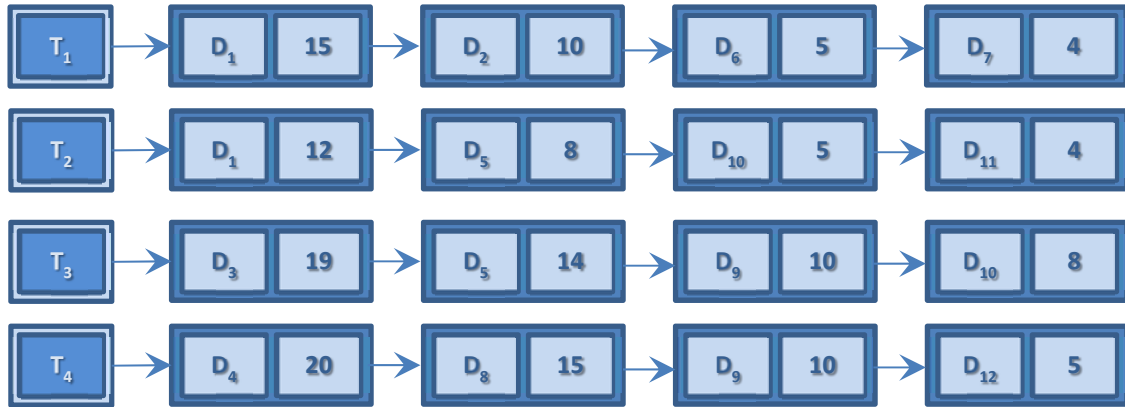 T₁ D₁ 15 D₂ 10 D₆ 5 D₇ 4
T₂ D₁ 12 D₅ 8 D₁₀ 5 D₁₁ 4
T₃ D₃ 19 D₅ 14 D₉ 10 D₁₀ 8
T₄ D₄ 20 D₈ 15 D₉ 10 D₁₂ 5